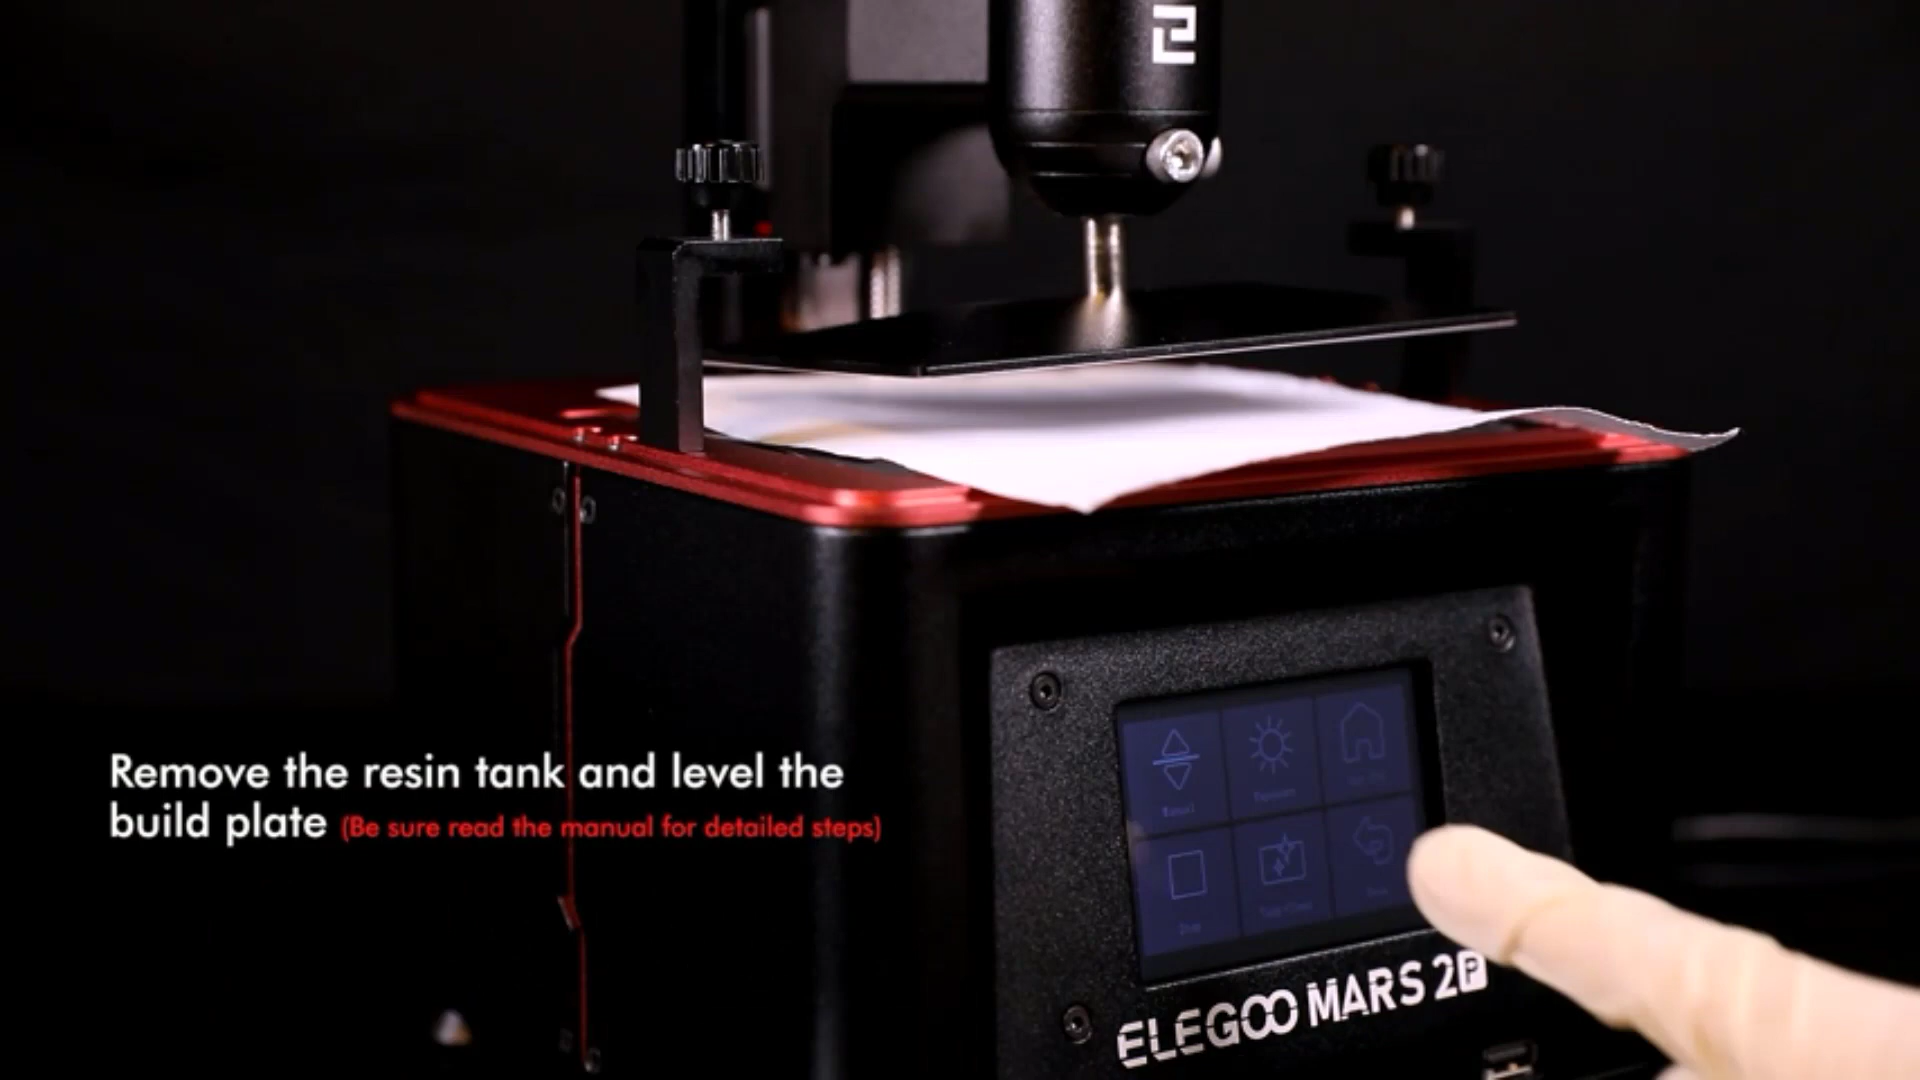 Remove the resin tank and level the
build plate (Be sure read the manual for detailed steps)
Manual
ELEGOO MARS 2P